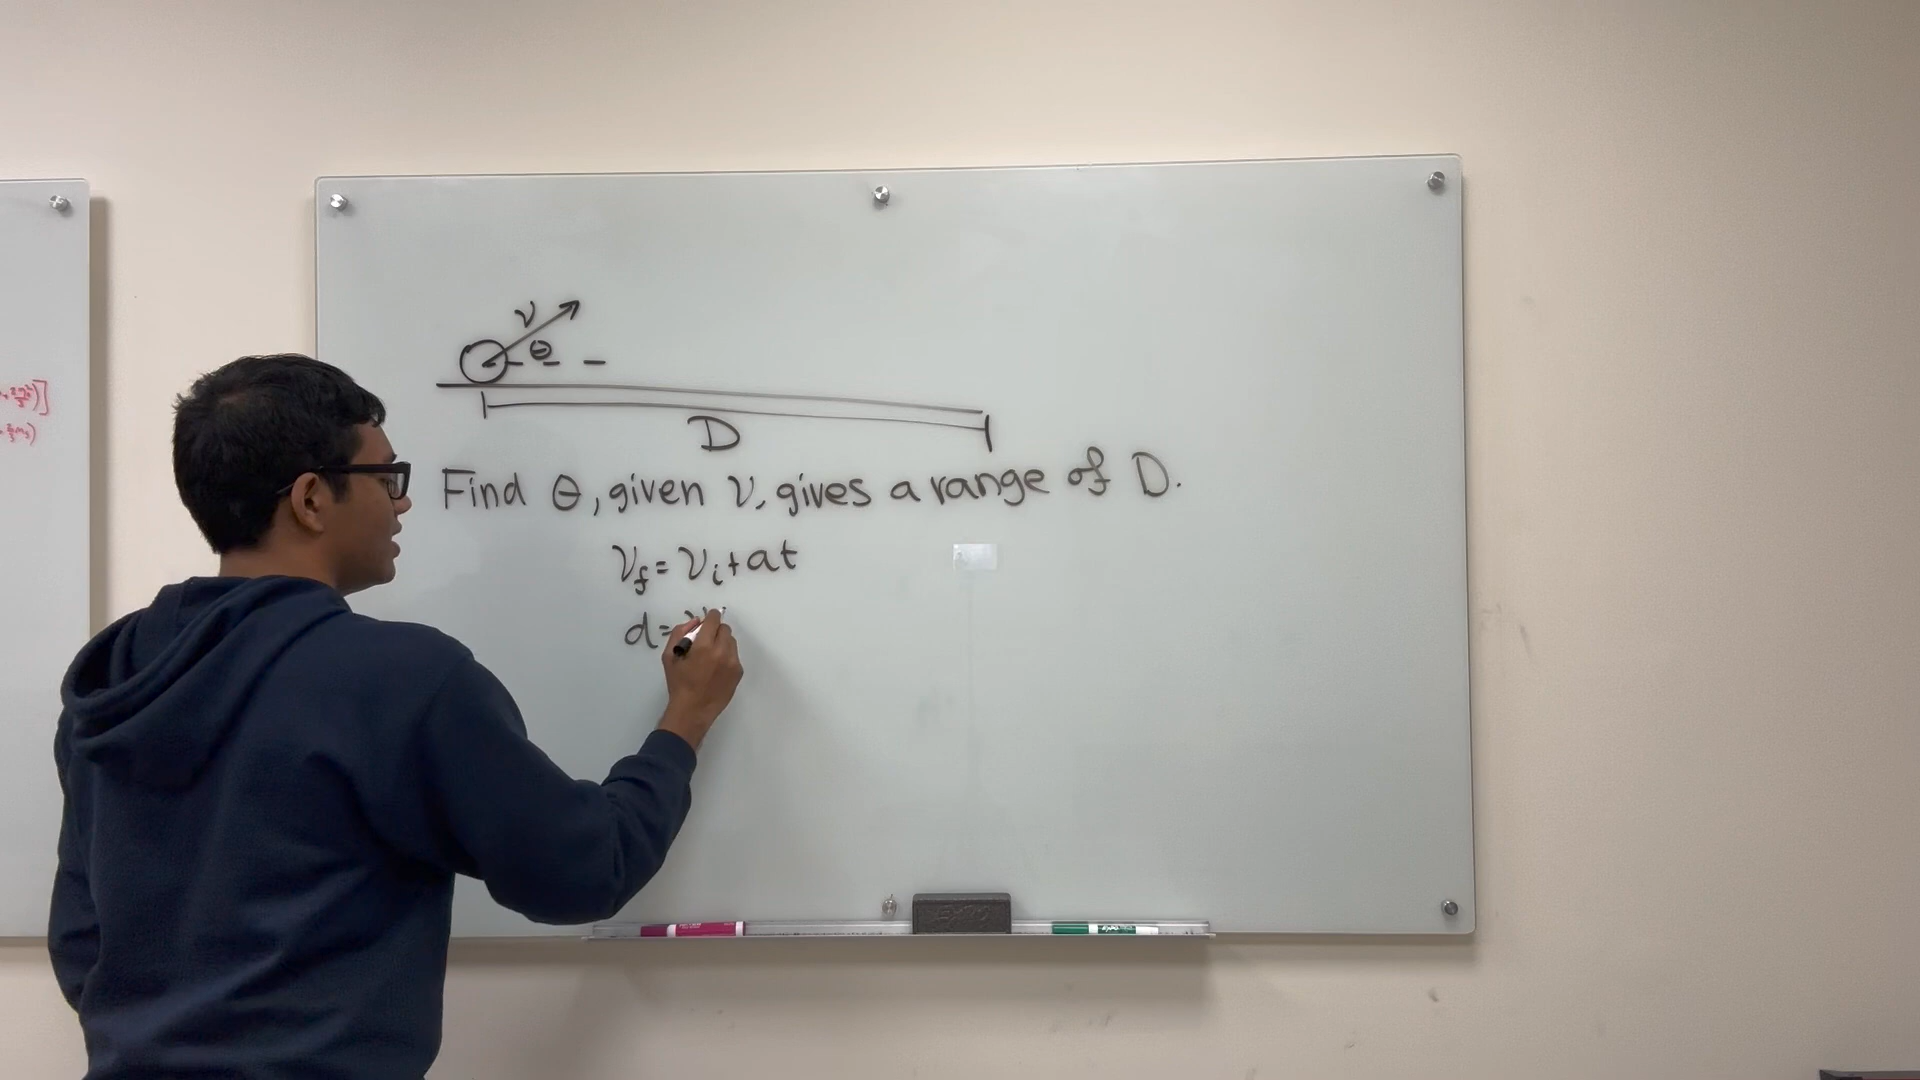 v
θ
D
Find θ, given v, gives a range of D.
v_f = v_i + at
d =